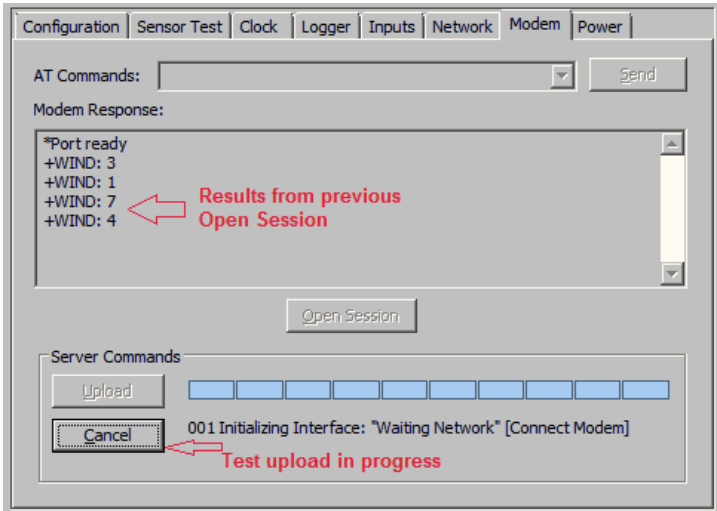 Configuration Sensor Test Clock Logger Inputs Network Modem Power
AT Commands: Send
Modem Response:
*Port ready
+WIND: 3
+WIND: 1
+WIND: 7
+WIND: 4
Results from previous
Open Session
Open Session
Server Commands
Upload
Cancel 001 Initializing Interface: "Waiting Network" [Connect Modem]
Test upload in progress